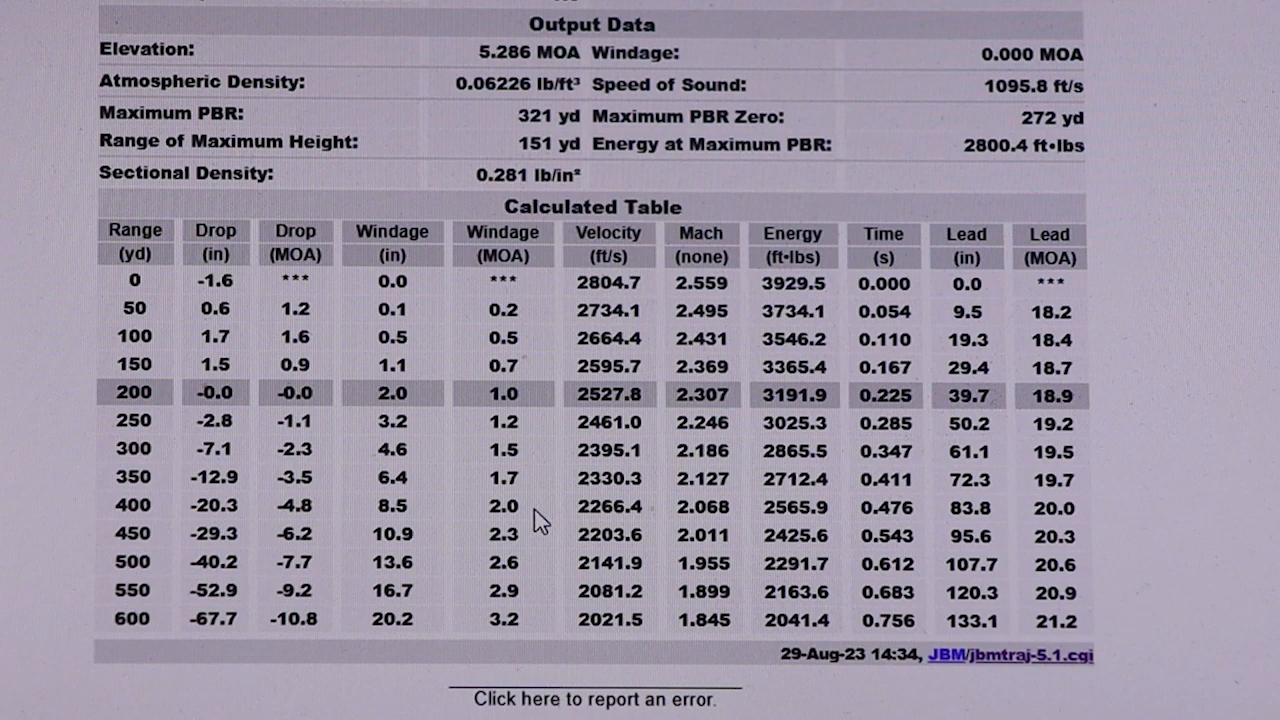 Output Data
Elevation: 5.286 MOA Windage: 0.000 MOA
Atmospheric Density: 0.06226 lb/ft³ Speed of Sound: 1095.8 ft/s
Maximum PBR: 321 yd Maximum PBR Zero: 272 yd
Range of Maximum Height: 151 yd Energy at Maximum PBR: 2800.4 ft•lbs
Sectional Density: 0.281 lb/in²
Calculated Table
Range Drop Drop Windage Windage Velocity Mach Energy Time Lead Lead
(yd) (in) (MOA) (in) (MOA) (ft/s) (none) (ft•lbs) (s) (in) (MOA)
0 -1.6 *** 0.0 *** 2804.7 2.559 3929.5 0.000 0.0 ***
50 0.6 1.2 0.1 0.2 2734.1 2.495 3734.1 0.054 9.5 18.2
100 1.7 1.6 0.5 0.5 2664.4 2.431 3546.2 0.110 19.3 18.4
150 1.5 0.9 1.1 0.7 2595.7 2.369 3365.4 0.167 29.4 18.7
200 -0.0 -0.0 2.0 1.0 2527.8 2.307 3191.9 0.225 39.7 18.9
250 -2.8 -1.1 3.2 1.2 2461.0 2.246 3025.3 0.285 50.2 19.2
300 -7.1 -2.3 4.6 1.5 2395.1 2.186 2865.5 0.347 61.1 19.5
350 -12.9 -3.5 6.4 1.7 2330.3 2.127 2712.4 0.411 72.3 19.7
400 -20.3 -4.8 8.5 2.0 2266.4 2.068 2565.9 0.476 83.8 20.0
450 -29.3 -6.2 10.9 2.3 2203.6 2.011 2425.6 0.543 95.6 20.3
500 -40.2 -7.7 13.6 2.6 2141.9 1.955 2291.7 0.612 107.7 20.6
550 -52.9 -9.2 16.7 2.9 2081.2 1.899 2163.6 0.683 120.3 20.9
600 -67.7 -10.8 20.2 3.2 2021.5 1.845 2041.4 0.756 133.1 21.2
29-Aug-23 14:34, JBM/jbmtraj-5.1.cgi
Click here to report an error.